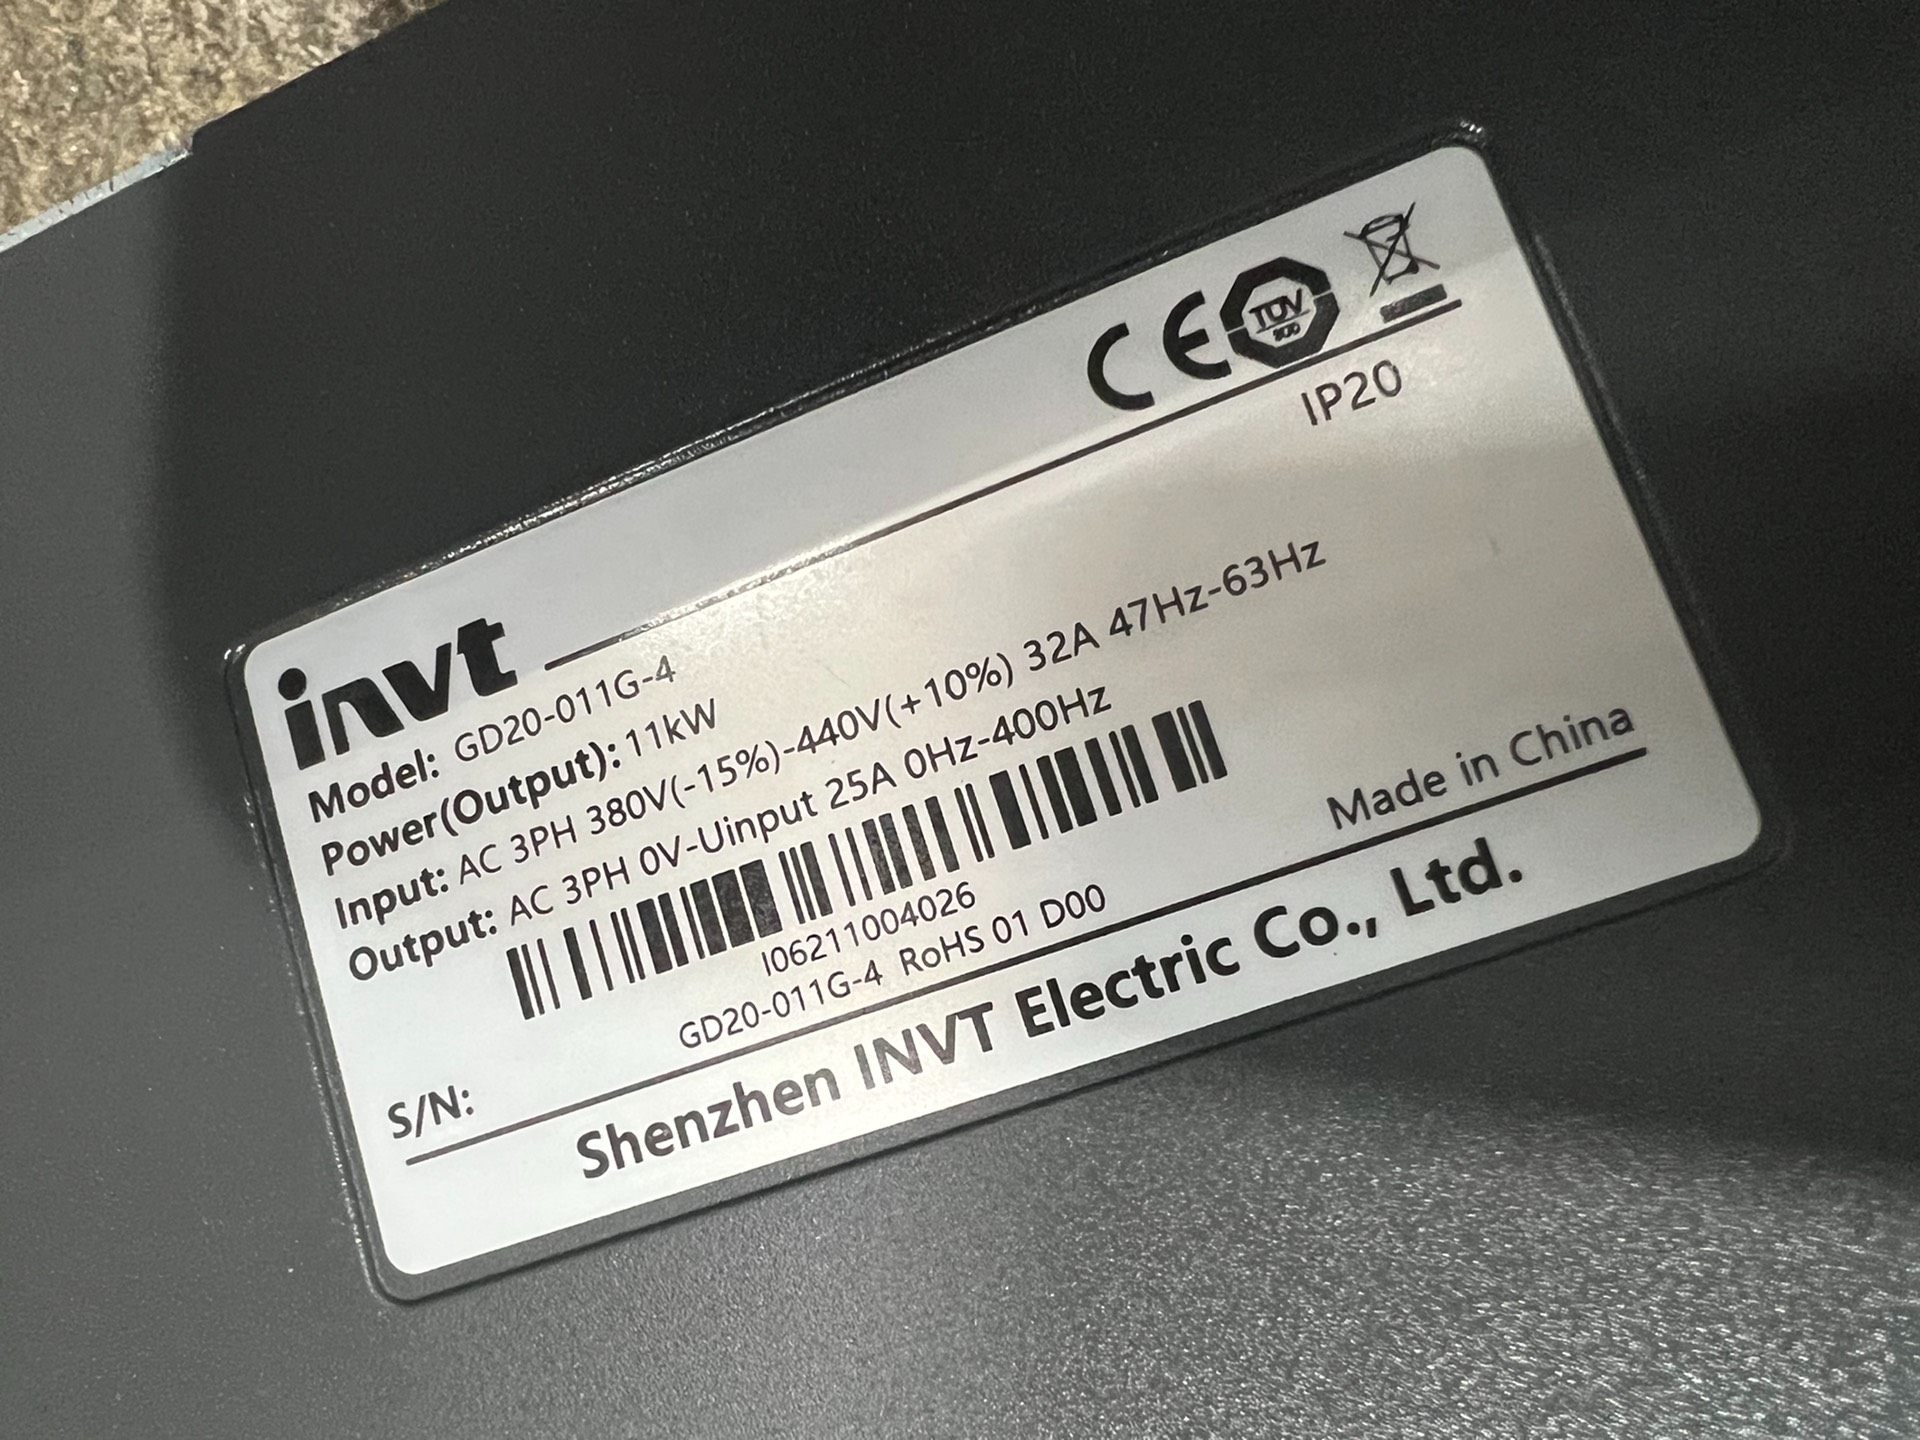 CE TÜV SÜD
IP20
invt
Model: GD20-011G-4
Power(Output): 11kW
Input: AC 3PH 380V(-15%)-440V(+10%) 32A 47Hz-63Hz
Output: AC 3PH 0V-Uinput 25A 0Hz-400Hz
I06211004026
GD20-011G-4 RoHS 01 D00
Made in China
S/N:
Shenzhen INVT Electric Co., Ltd.